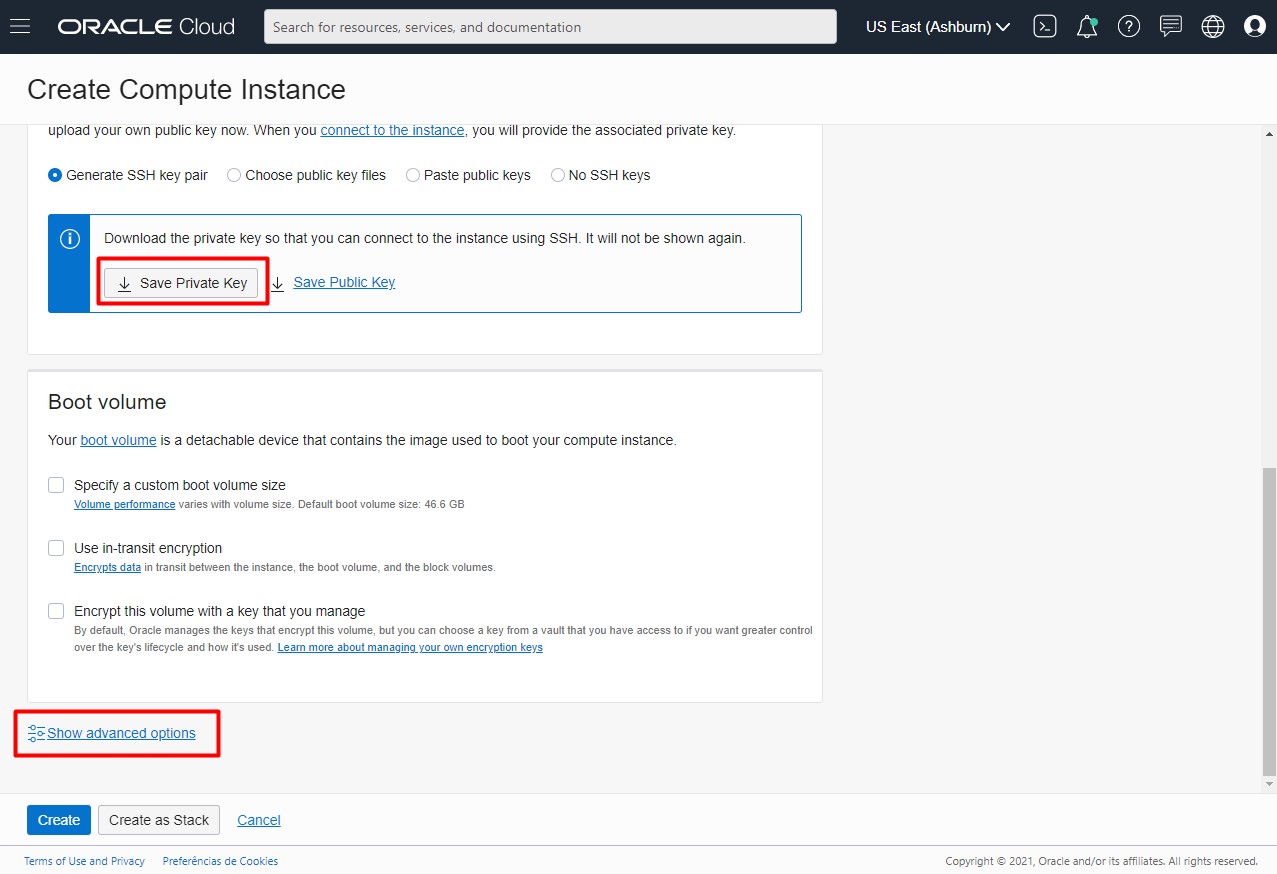 ORACLE Cloud
Search for resources, services, and documentation
US East (Ashburn)
Create Compute Instance
upload your own public key now. When you connect to the instance, you will provide the associated private key.
Generate SSH key pair Choose public key files Paste public keys No SSH keys
Download the private key so that you can connect to the instance using SSH. It will not be shown again.
Save Private Key Save Public Key
Boot volume
Your boot volume is a detachable device that contains the image used to boot your compute instance.
Specify a custom boot volume size
Volume performance varies with volume size. Default boot volume size: 46.6 GB
Use in-transit encryption
Encrypts data in transit between the instance, the boot volume, and the block volumes.
Encrypt this volume with a key that you manage
By default, Oracle manages the keys that encrypt this volume, but you can choose a key from a vault that you have access to if you want greater control
over the key's lifecycle and how it's used. Learn more about managing your own encryption keys
Show advanced options
Create Create as Stack Cancel
Terms of Use and Privacy Preferências de Cookies Copyright © 2021, Oracle and/or its affiliates. All rights reserved.